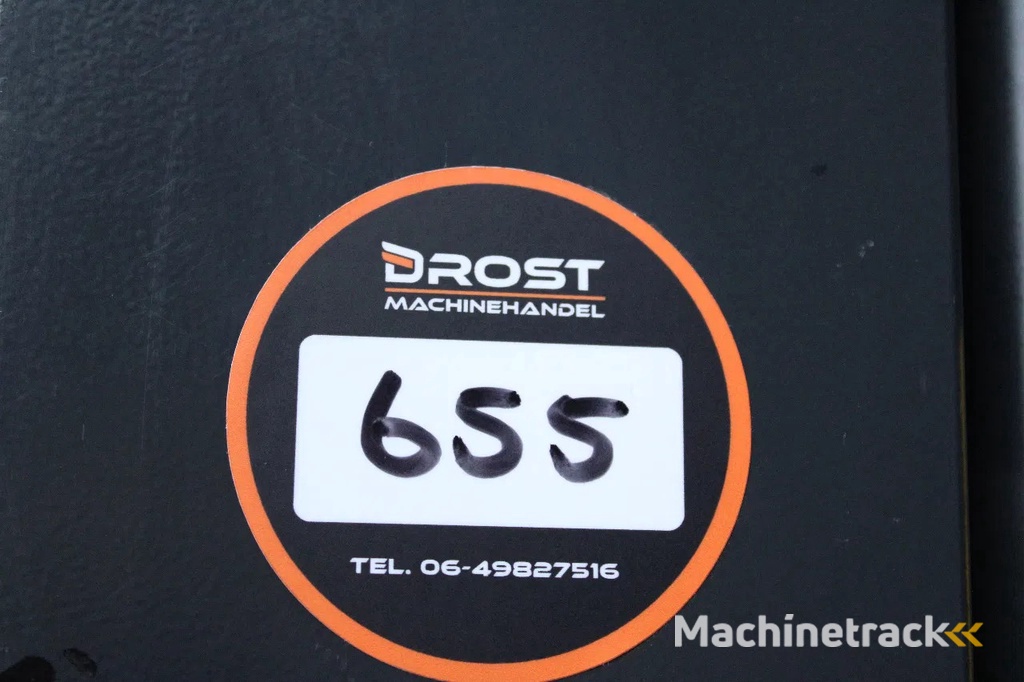 DROST
MACHINEHANDEL
655
TEL. 06-49827516
Machinetrack